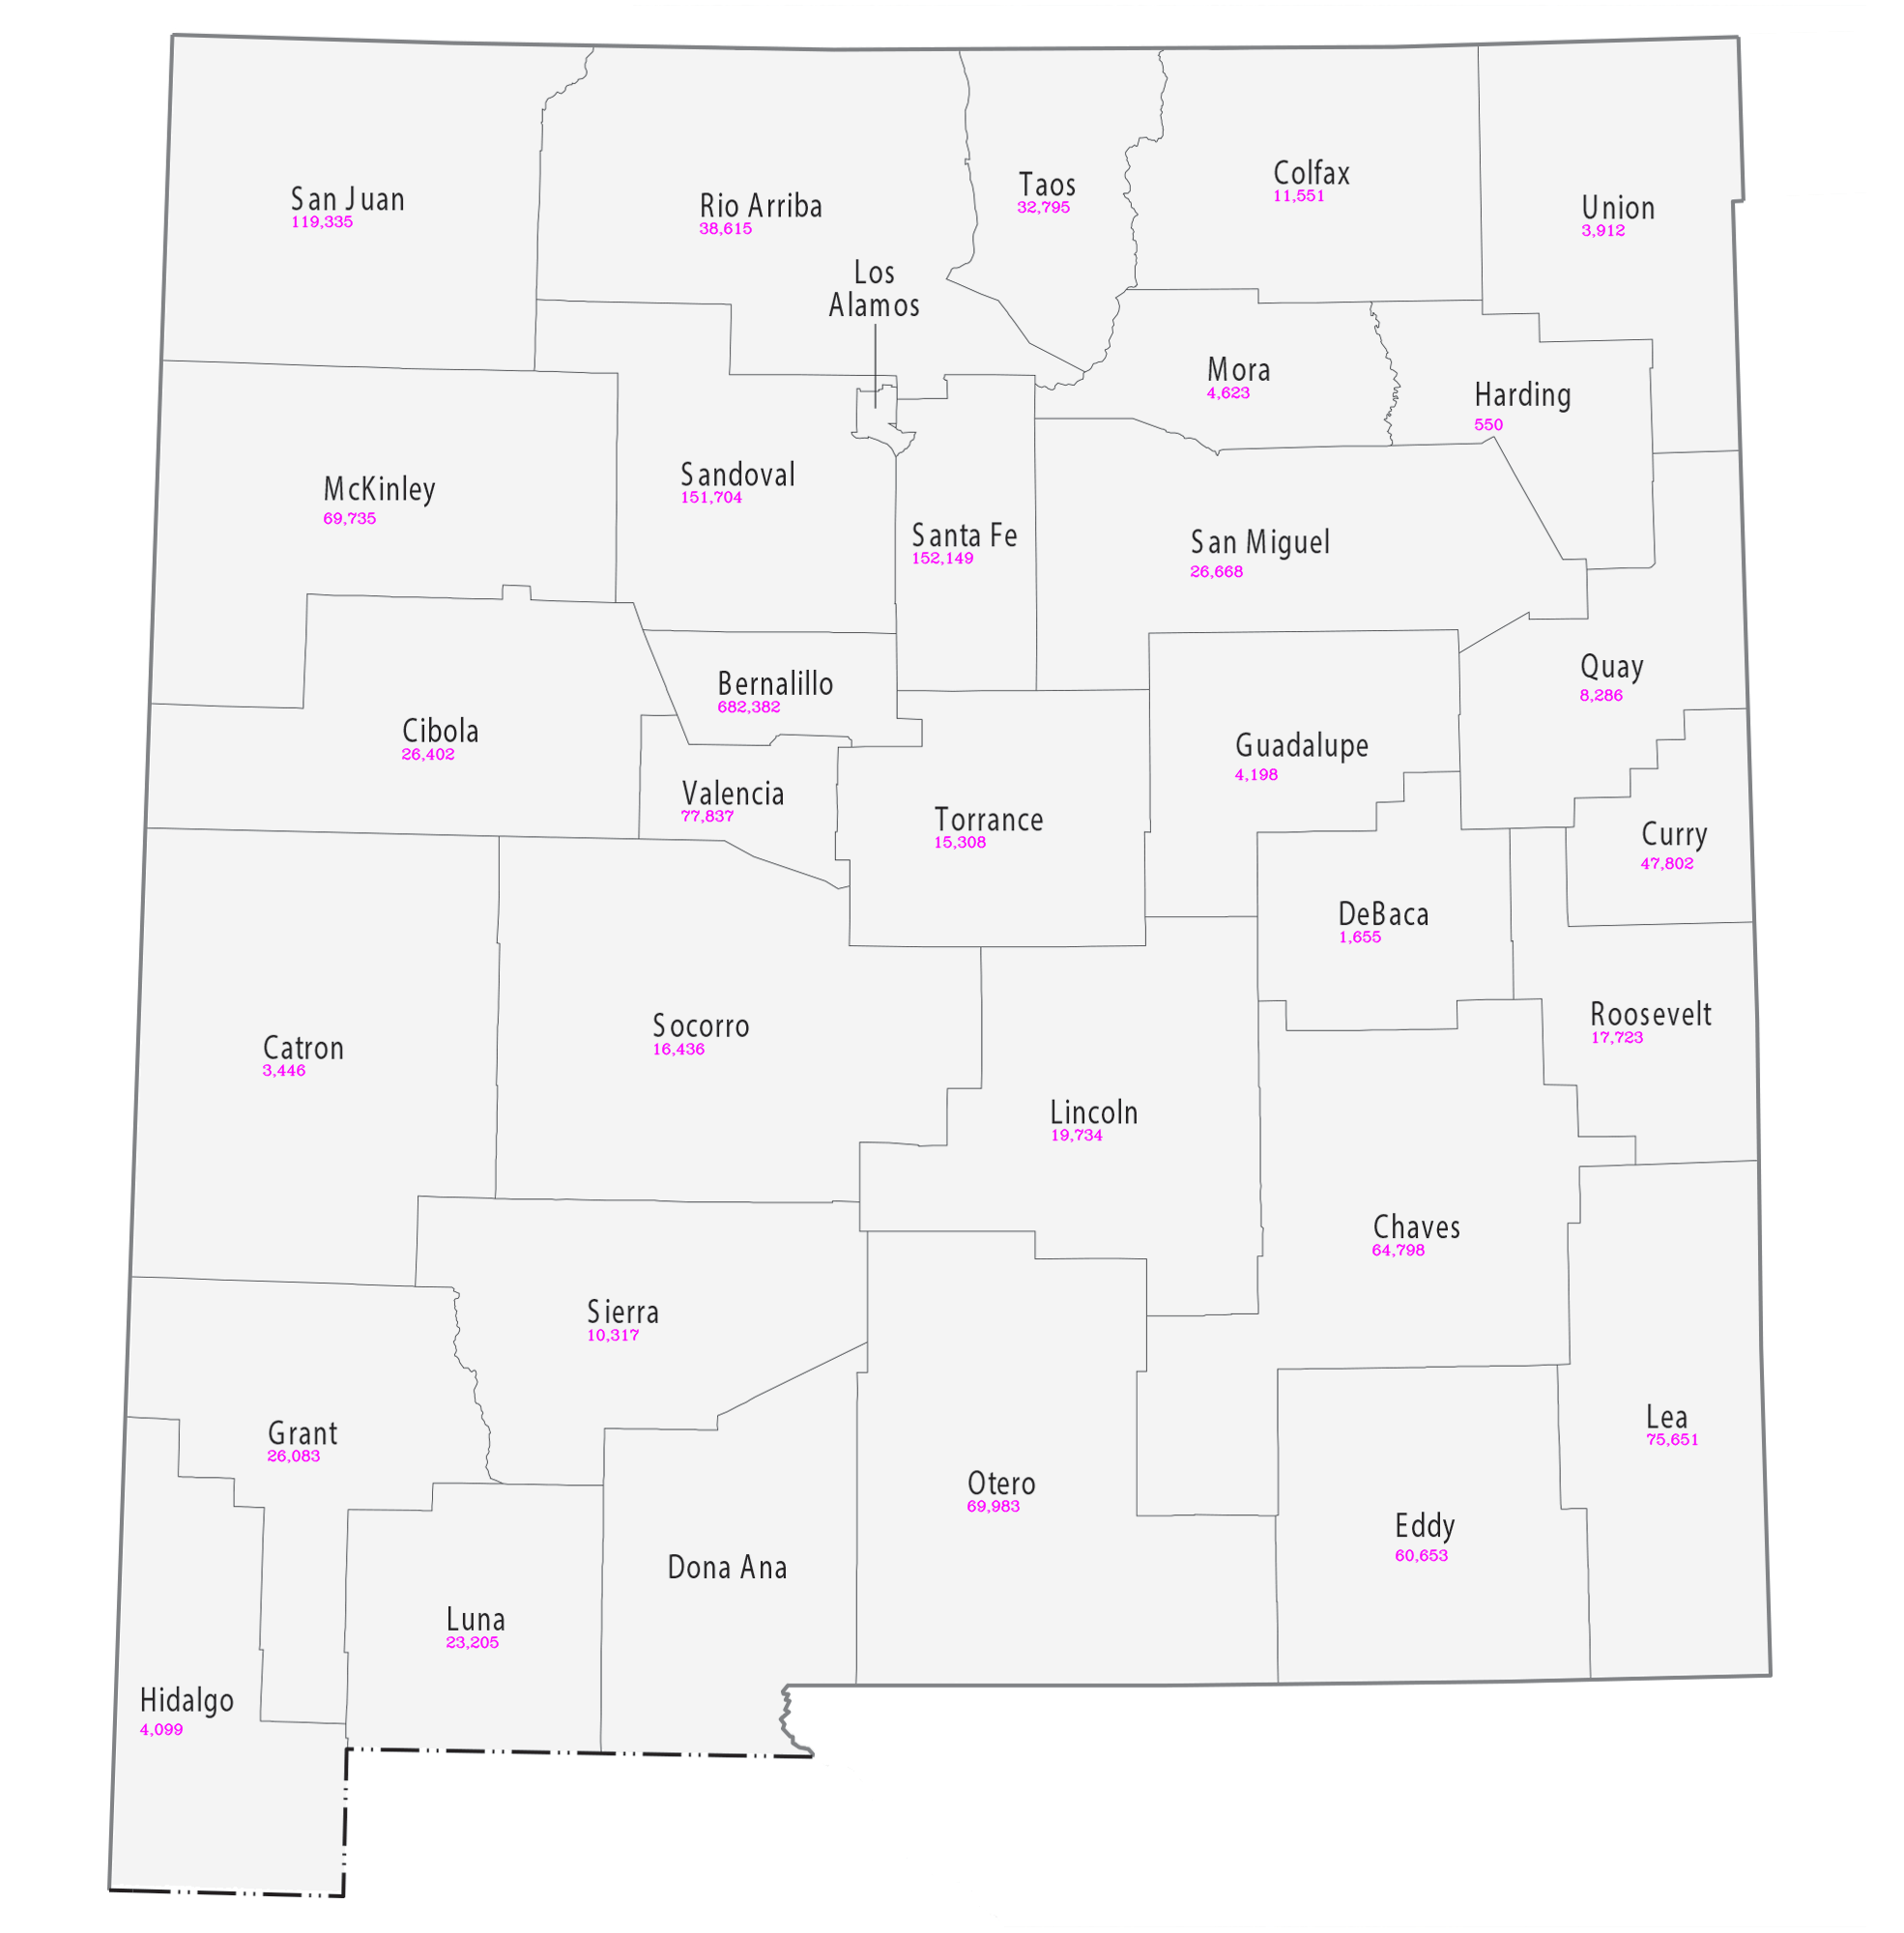 San Juan
119,335
Rio Arriba
38,615
Taos
32,795
Colfax
11,551
Union
3,912
Los
Alamos
Mora
4,623
Harding
550
McKinley
69,735
Sandoval
151,704
Santa Fe
152,149
San Miguel
26,668
Cibola
26,402
Bernalillo
682,382
Quay
8,286
Guadalupe
4,198
Valencia
77,837
Torrance
15,308
Curry
47,802
DeBaca
1,655
Catron
3,446
Socorro
16,436
Roosevelt
17,723
Lincoln
19,734
Chaves
64,798
Sierra
10,317
Grant
26,083
Lea
75,651
Otero
69,983
Eddy
60,653
Dona Ana
Luna
23,205
Hidalgo
4,099